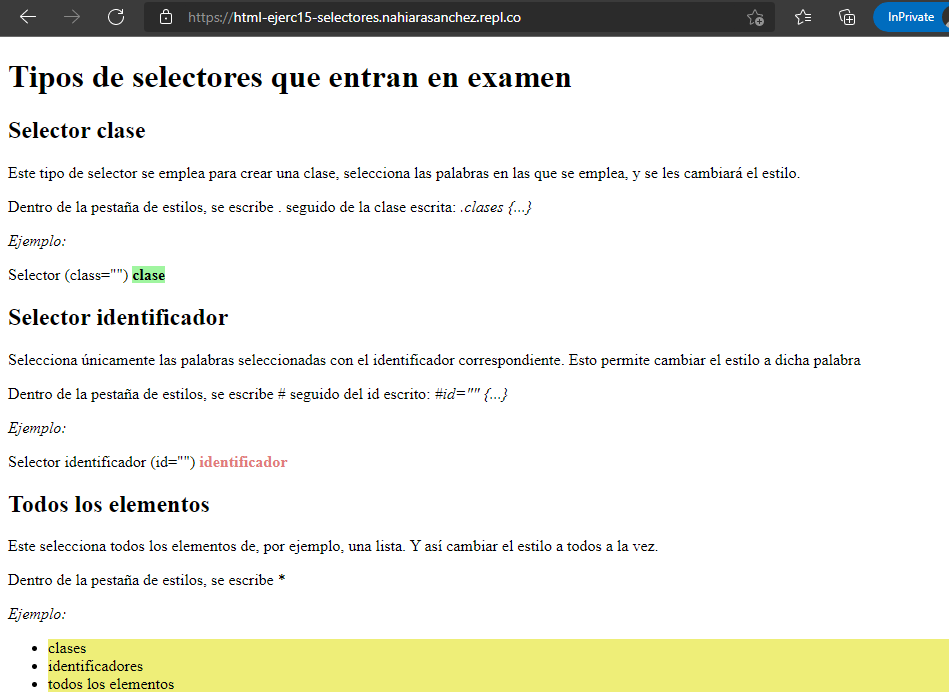 https://html-ejerc15-selectores.nahiarasanchez.repl.co
InPrivate
Tipos de selectores que entran en examen
Selector clase
Este tipo de selector se emplea para crear una clase, selecciona las palabras en las que se emplea, y se les cambiará el estilo.
Dentro de la pestaña de estilos, se escribe . seguido de la clase escrita: .clases {...}
Ejemplo:
Selector (class="") clase
Selector identificador
Selecciona únicamente las palabras seleccionadas con el identificador correspondiente. Esto permite cambiar el estilo a dicha palabra
Dentro de la pestaña de estilos, se escribe # seguido del id escrito: #id="" {...}
Ejemplo:
Selector identificador (id="") identificador
Todos los elementos
Este selecciona todos los elementos de, por ejemplo, una lista. Y así cambiar el estilo a todos a la vez.
Dentro de la pestaña de estilos, se escribe *
Ejemplo:
• clases
• identificadores
• todos los elementos